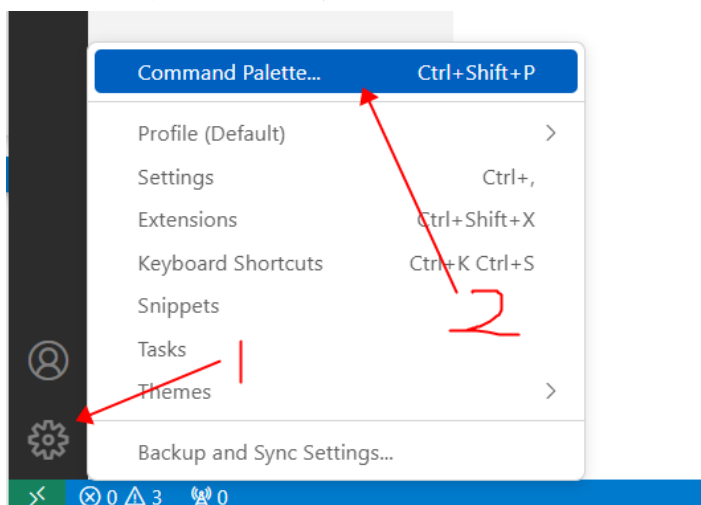 Command Palette... Ctrl+Shift+P
Profile (Default)
Settings Ctrl+,
Extensions Ctrl+Shift+X
Keyboard Shortcuts Ctrl+K Ctrl+S
Snippets
2
Tasks
1
Themes
Backup and Sync Settings...
0 3 0